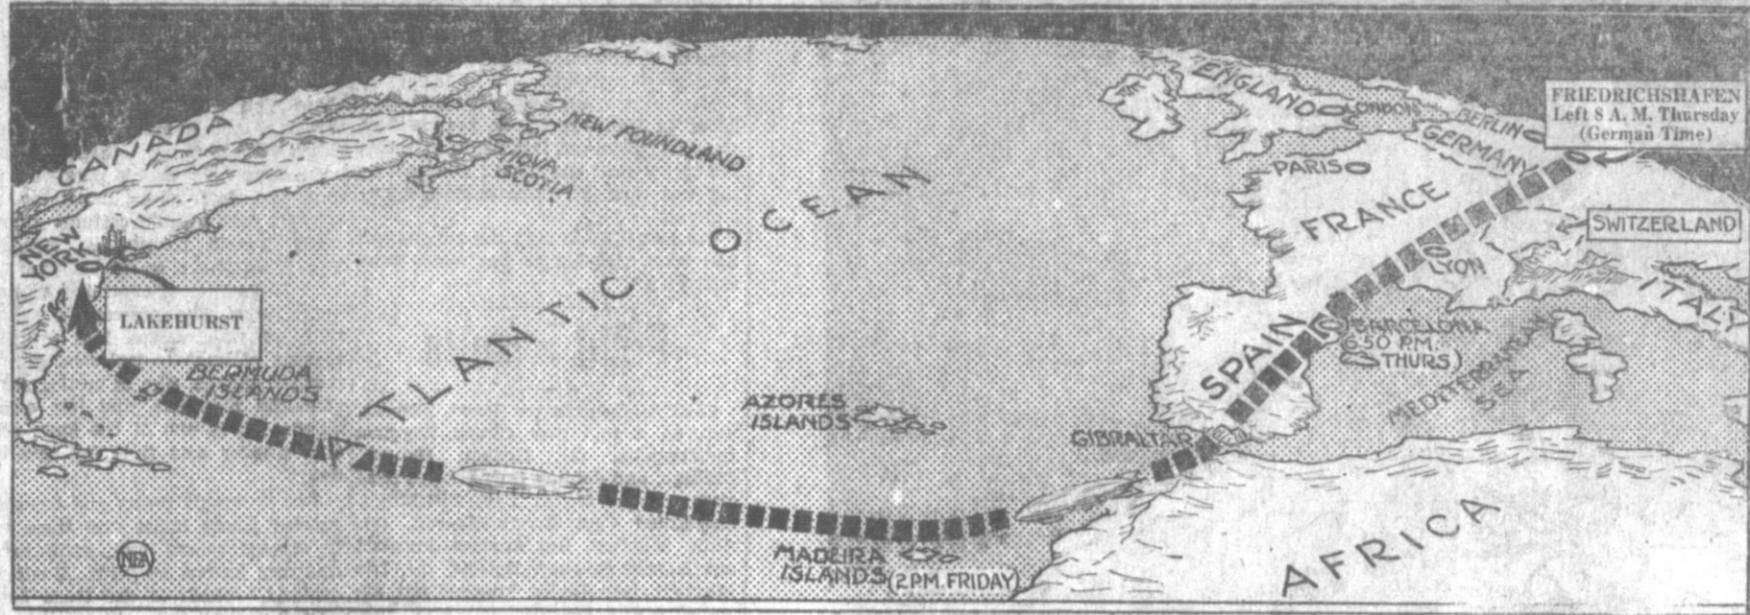 CANADA
NEW FOUNDLAND
NOVA
SCOTIA
NEW
YORK
LAKEHURST
BERMUDA
ISLANDS
TLANTIC OCEAN
AZORES
ISLANDS
MADEIRA
ISLANDS (2 P.M. FRIDAY)
GIBRALTAR
ENGLAND
LONDON
BERLIN
GERMANY
FRIEDRICHSHAFEN
Left 8 A. M. Thursday
(German Time)
PARIS
FRANCE
SWITZERLAND
LYON
ITALY
SPAIN
BARCELONA
(6:50 P.M.
THURS)
MEDITERRANEAN
SEA
AFRICA
NEA